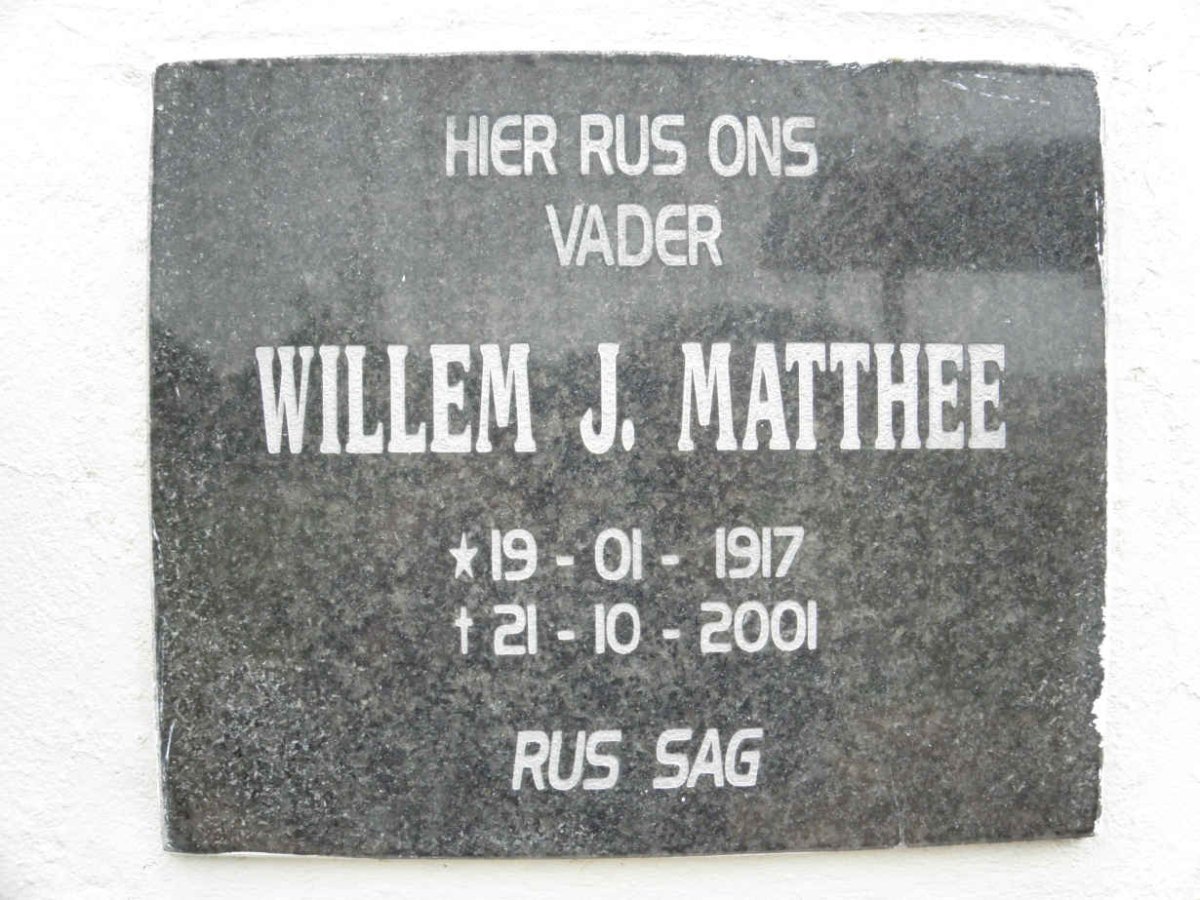 HIER RUS ONS
VADER
WILLEM J. MATTHEE
★19 - 01 - 1917
†21 - 10 - 2001
RUS SAG